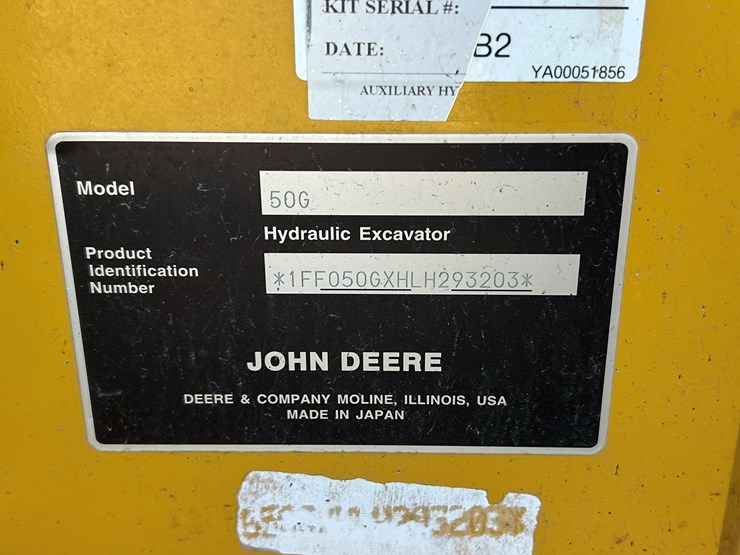 KIT SERIAL #:
DATE:
B2
YA00051856
AUXILIARY HY
Model
50G
Hydraulic Excavator
Product
Identification
Number
*1FF050GXHLH293203*
JOHN DEERE
DEERE & COMPANY MOLINE, ILLINOIS, USA
MADE IN JAPAN
3203*